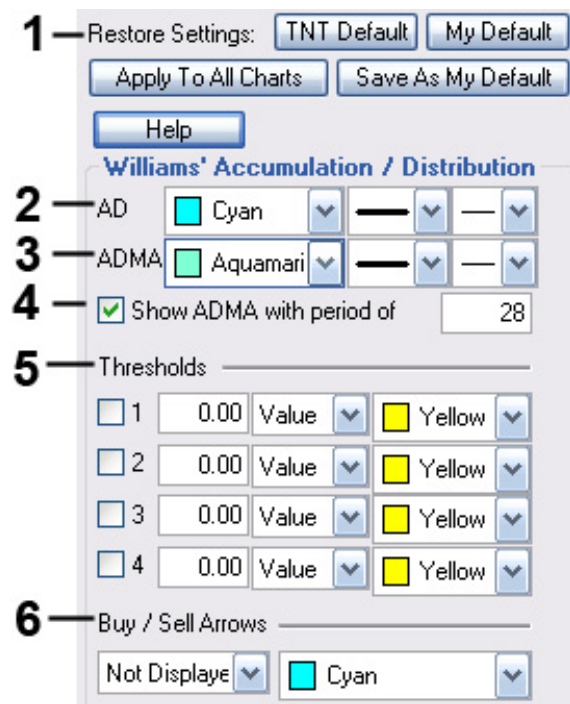 1 Restore Settings: TNT Default My Default
Apply To All Charts Save As My Default
Help
Williams' Accumulation / Distribution
2 AD Cyan
3 ADMA Aquamari
4 Show ADMA with period of 28
5 Thresholds
1 0.00 Value Yellow
2 0.00 Value Yellow
3 0.00 Value Yellow
4 0.00 Value Yellow
6 Buy / Sell Arrows
Not Displaye Cyan